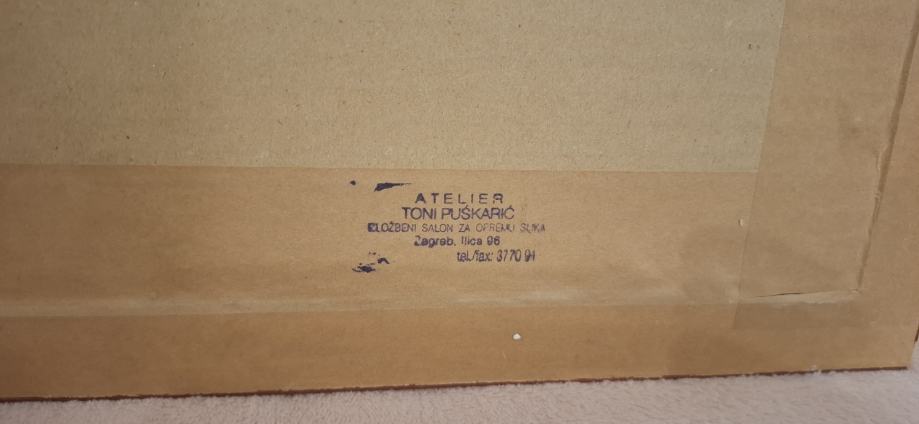 ATELIER
TONI PUŠKARIĆ
IZLOŽBENI SALON ZA OPREMU SLIKA
Zagreb, Ilica 96
tel./fax: 3770 91